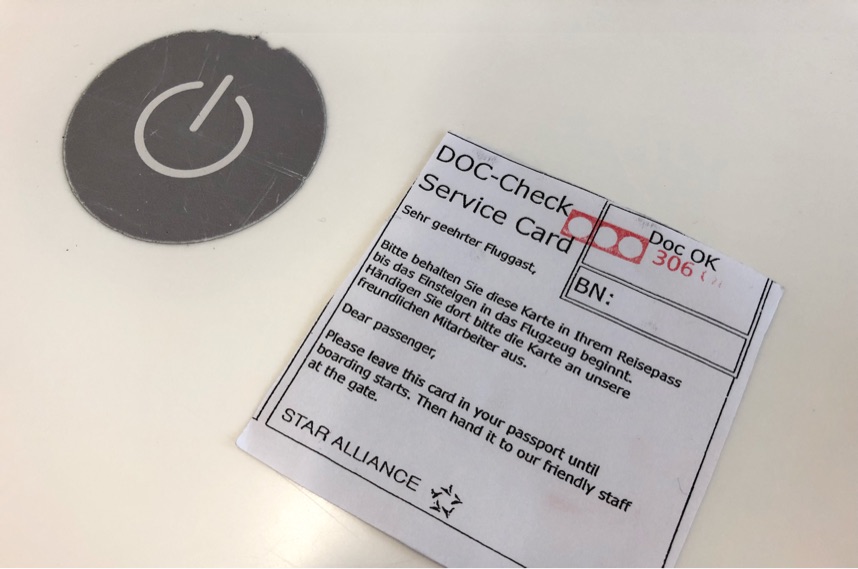 DOC-Check
Service Card
Doc OK
306
BN:
Sehr geehrter Fluggast,
Bitte behalten Sie diese Karte in Ihrem Reisepass
bis das Einsteigen in das Flugzeug beginnt.
Händigen Sie dort bitte die Karte an unsere
freundlichen Mitarbeiter aus.
Dear passenger,
Please leave this card in your passport until
boarding starts. Then hand it to our friendly staff
at the gate.
STAR ALLIANCE